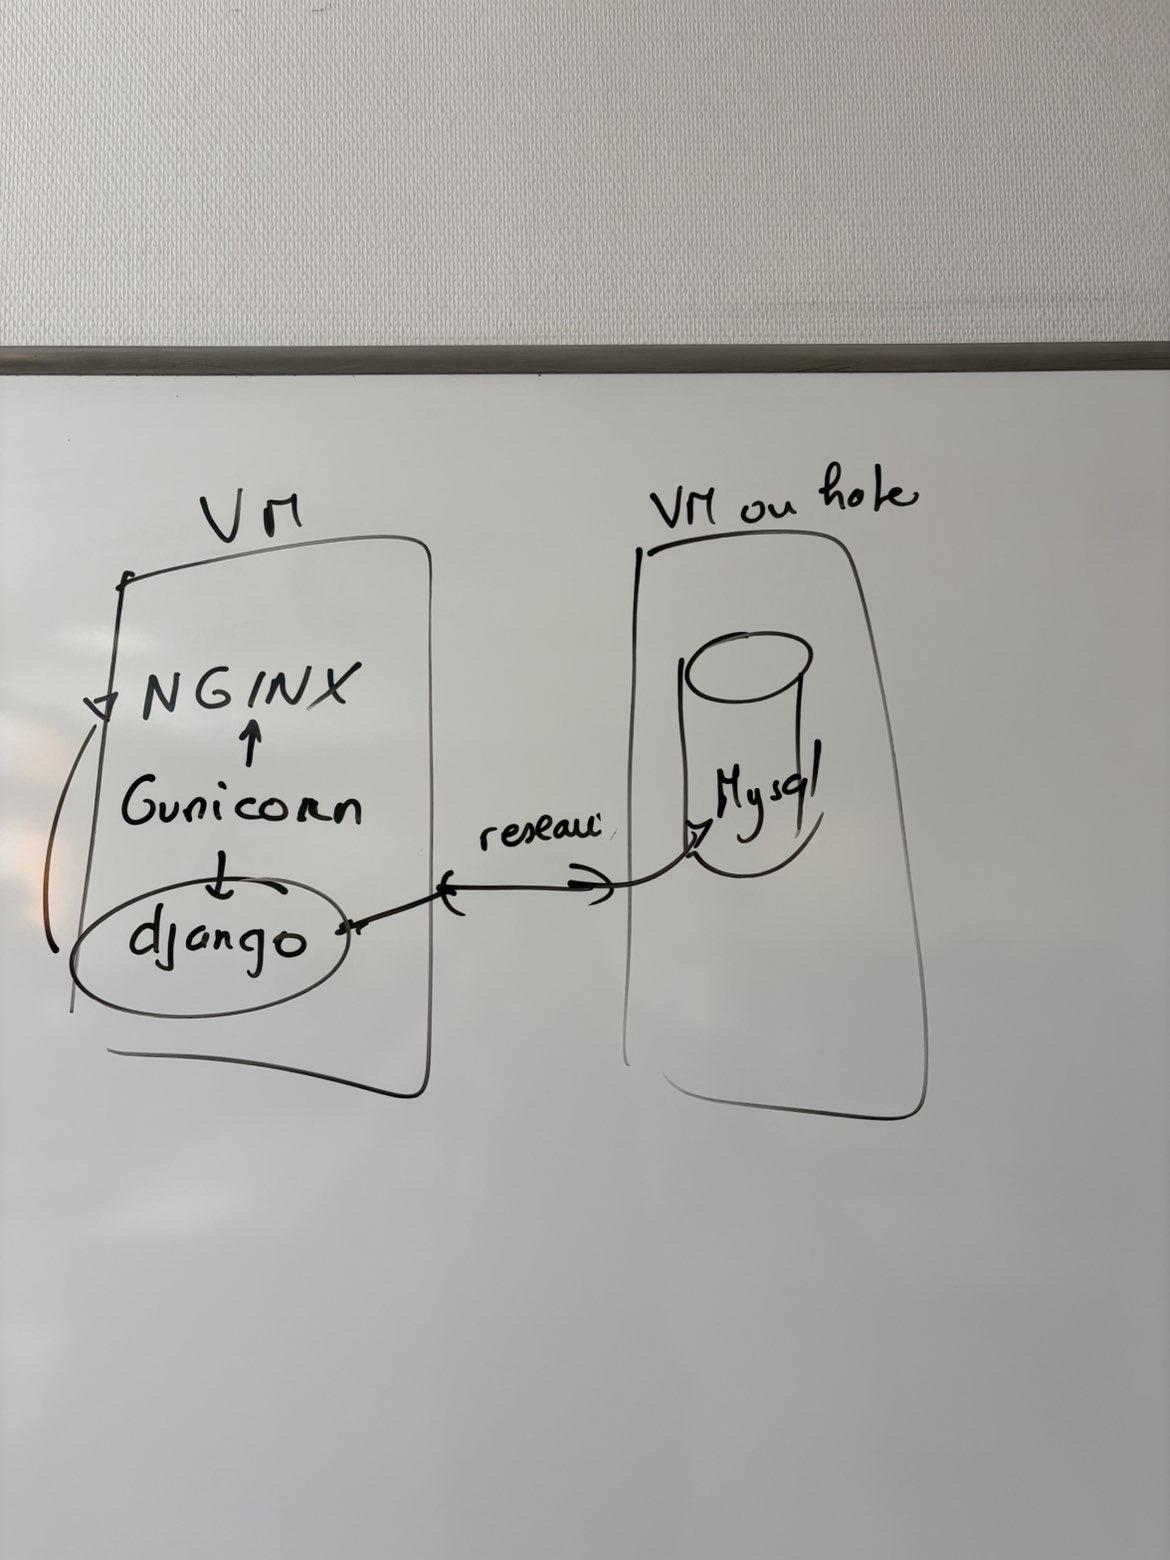 VM
NGINX
Gunicorn
django
reseau
VM ou hote
Mysql